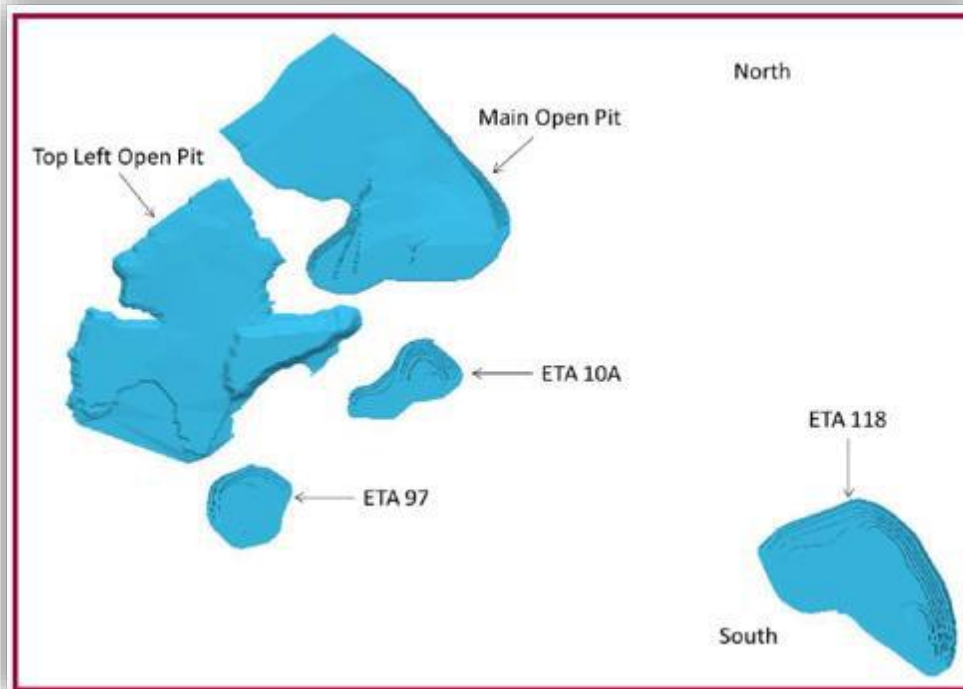 North
Main Open Pit
Top Left Open Pit
ETA 10A
ETA 118
ETA 97
South